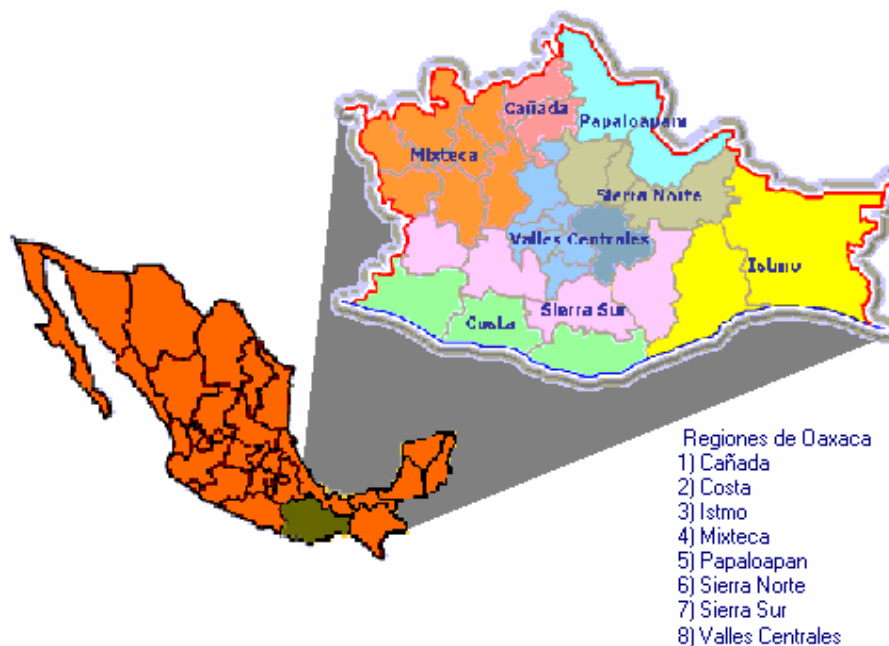 Cañada
Papaloapam
Mixteca
Sierra Norte
Valles Centrales
Istmo
Sierra Sur
Costa
Regiones de Oaxaca
1) Cañada
2) Costa
3) Istmo
4) Mixteca
5) Papaloapan
6) Sierra Norte
7) Sierra Sur
8) Valles Centrales